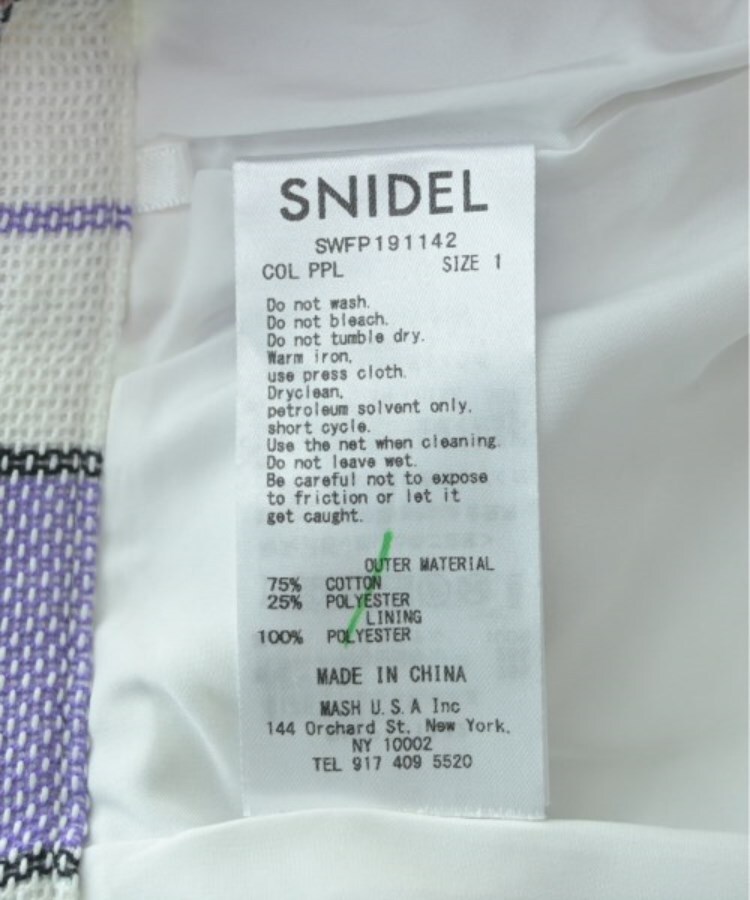 SNIDEL
SWFP191142
COL PPL SIZE 1
Do not wash.
Do not bleach.
Do not tumble dry.
Warm iron,
use press cloth.
Dryclean,
petroleum solvent only.
short cycle.
Use the net when cleaning.
Do not leave wet.
Be careful not to expose
to friction or let it
get caught.
OUTER MATERIAL
75% COTTON
25% POLYESTER
LINING
100% POLYESTER
MADE IN CHINA
MASH U.S.A Inc
144 Orchard St. New York.
NY 10002
TEL 917 409 5520